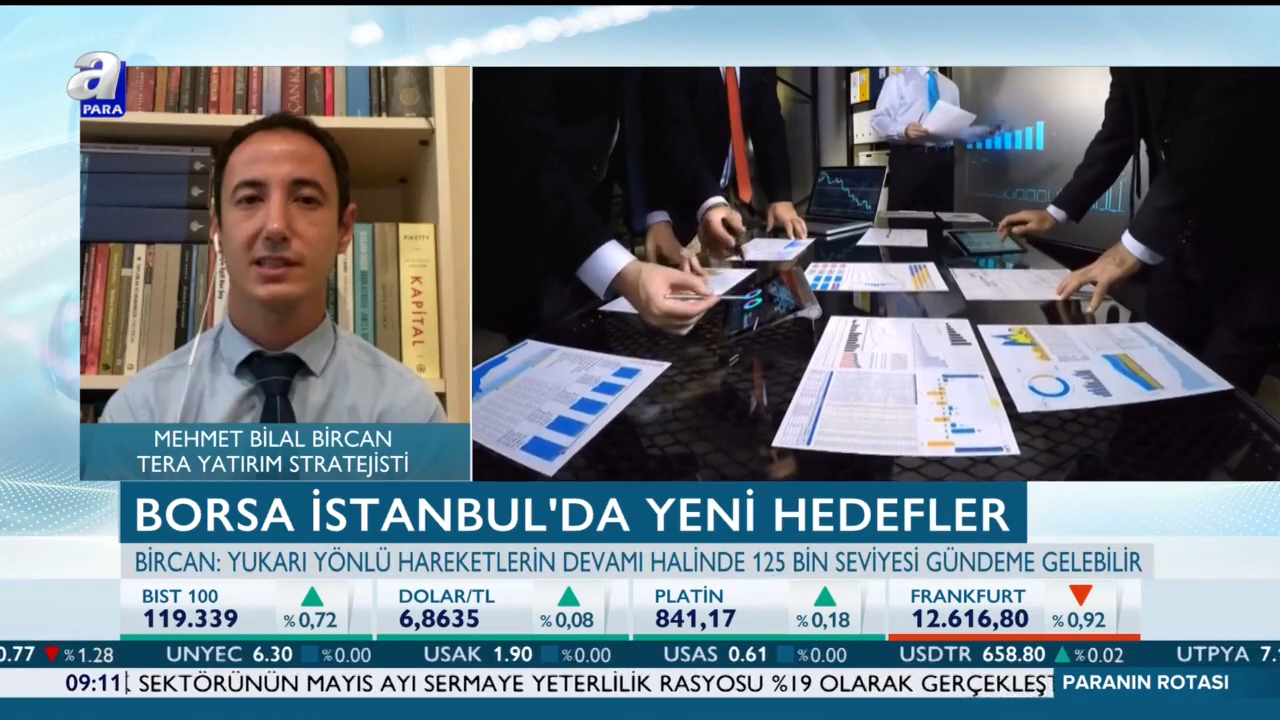 a
PARA
PIKETTY
KAPİTAL
MEHMET BİLAL BİRCAN
TERA YATIRIM STRATEJİSTİ
BORSA İSTANBUL'DA YENİ HEDEFLER
BİRCAN: YUKARI YÖNLÜ HAREKETLERİN DEVAMI HALİNDE 125 BİN SEVİYESİ GÜNDEME GELEBİLİR
BIST 100 119.339 %0,72
DOLAR/TL 6,8635 %0,08
PLATİN 841,17 %0,18
FRANKFURT 12.616,80 %0,92
0.77 %1.28 UNYEC 6.30 %0.00 USAK 1.90 %0.00 USAS 0.61 %0.00 USDTR 658.80 %0.02 UTPYA 7.
09:11 SEKTÖRÜNÜN MAYIS AYI SERMAYE YETERLİLİK RASYOSU %19 OLARAK GERÇEKLEŞT PARANIN ROTASI